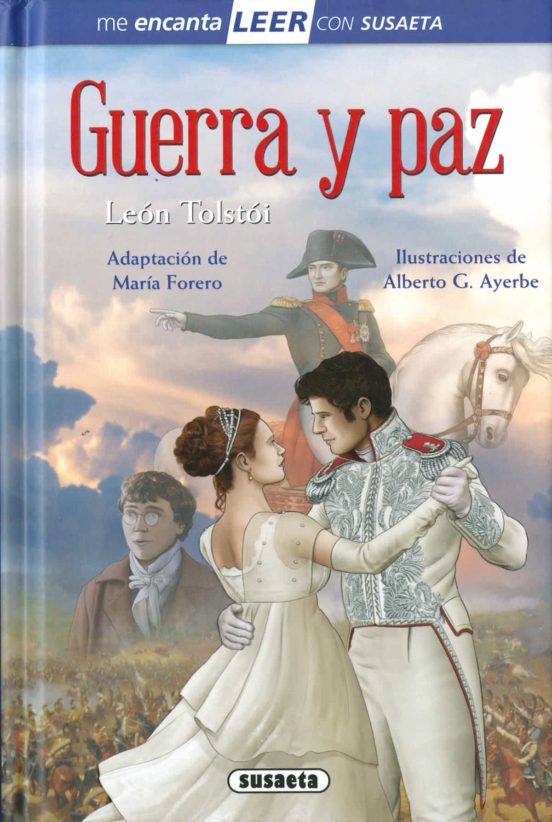 me encanta LEER CON SUSAETA
Guerra y paz
León Tolstói
Adaptación de
María Forero
Ilustraciones de
Alberto G. Ayerbe
susaeta